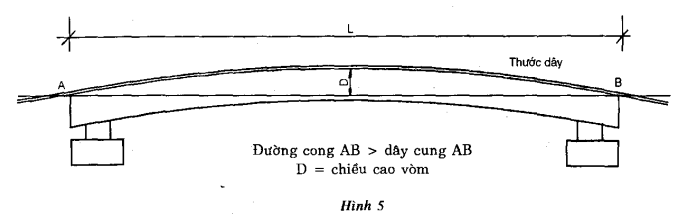 L
Thước dây
A
B
D
Đường cong AB > dây cung AB
D = chiều cao vòm
Hình 5